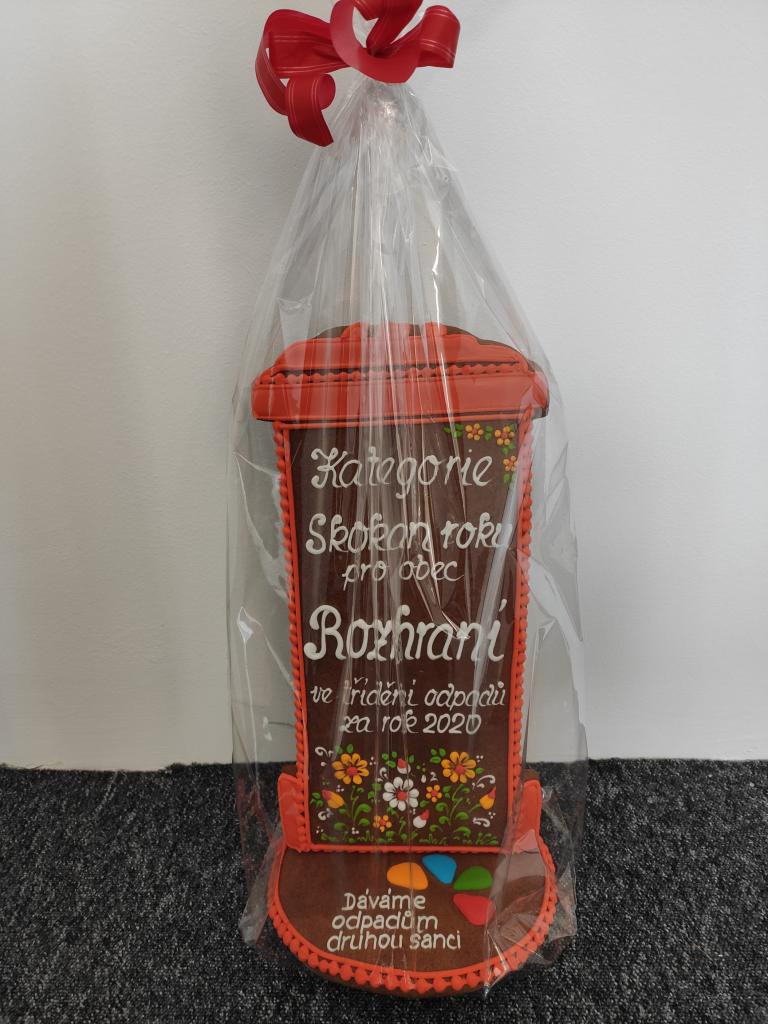 Kategorie
Skokan roku
pro obec
Rozhraní
ve třídění odpadů
za rok 2020
Dáváme
odpadům
druhou šanci